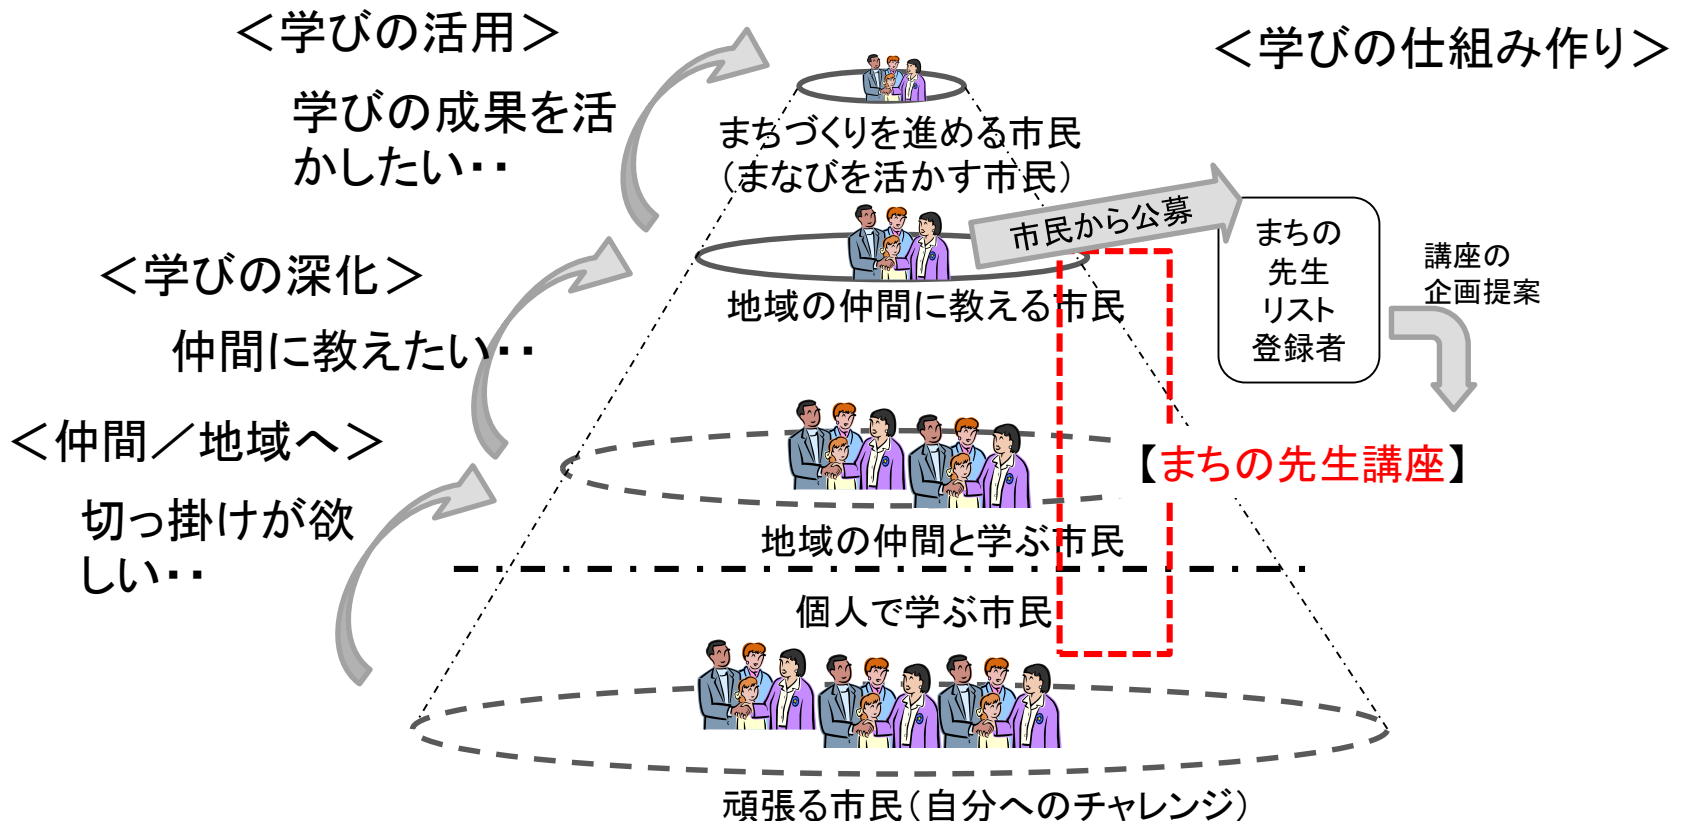 ＜学びの活用＞
学びの成果を活
かしたい・・
＜学びの深化＞
仲間に教えたい・・
＜仲間／地域へ＞
切っ掛けが欲
しい・・
まちづくりを進める市民
（まなびを活かす市民）
地域の仲間に教える市民
地域の仲間と学ぶ市民
個人で学ぶ市民
頑張る市民（自分へのチャレンジ）
＜学びの仕組み作り＞
市民から公募
まちの
先生
リスト
登録者
講座の
企画提案
【まちの先生講座】